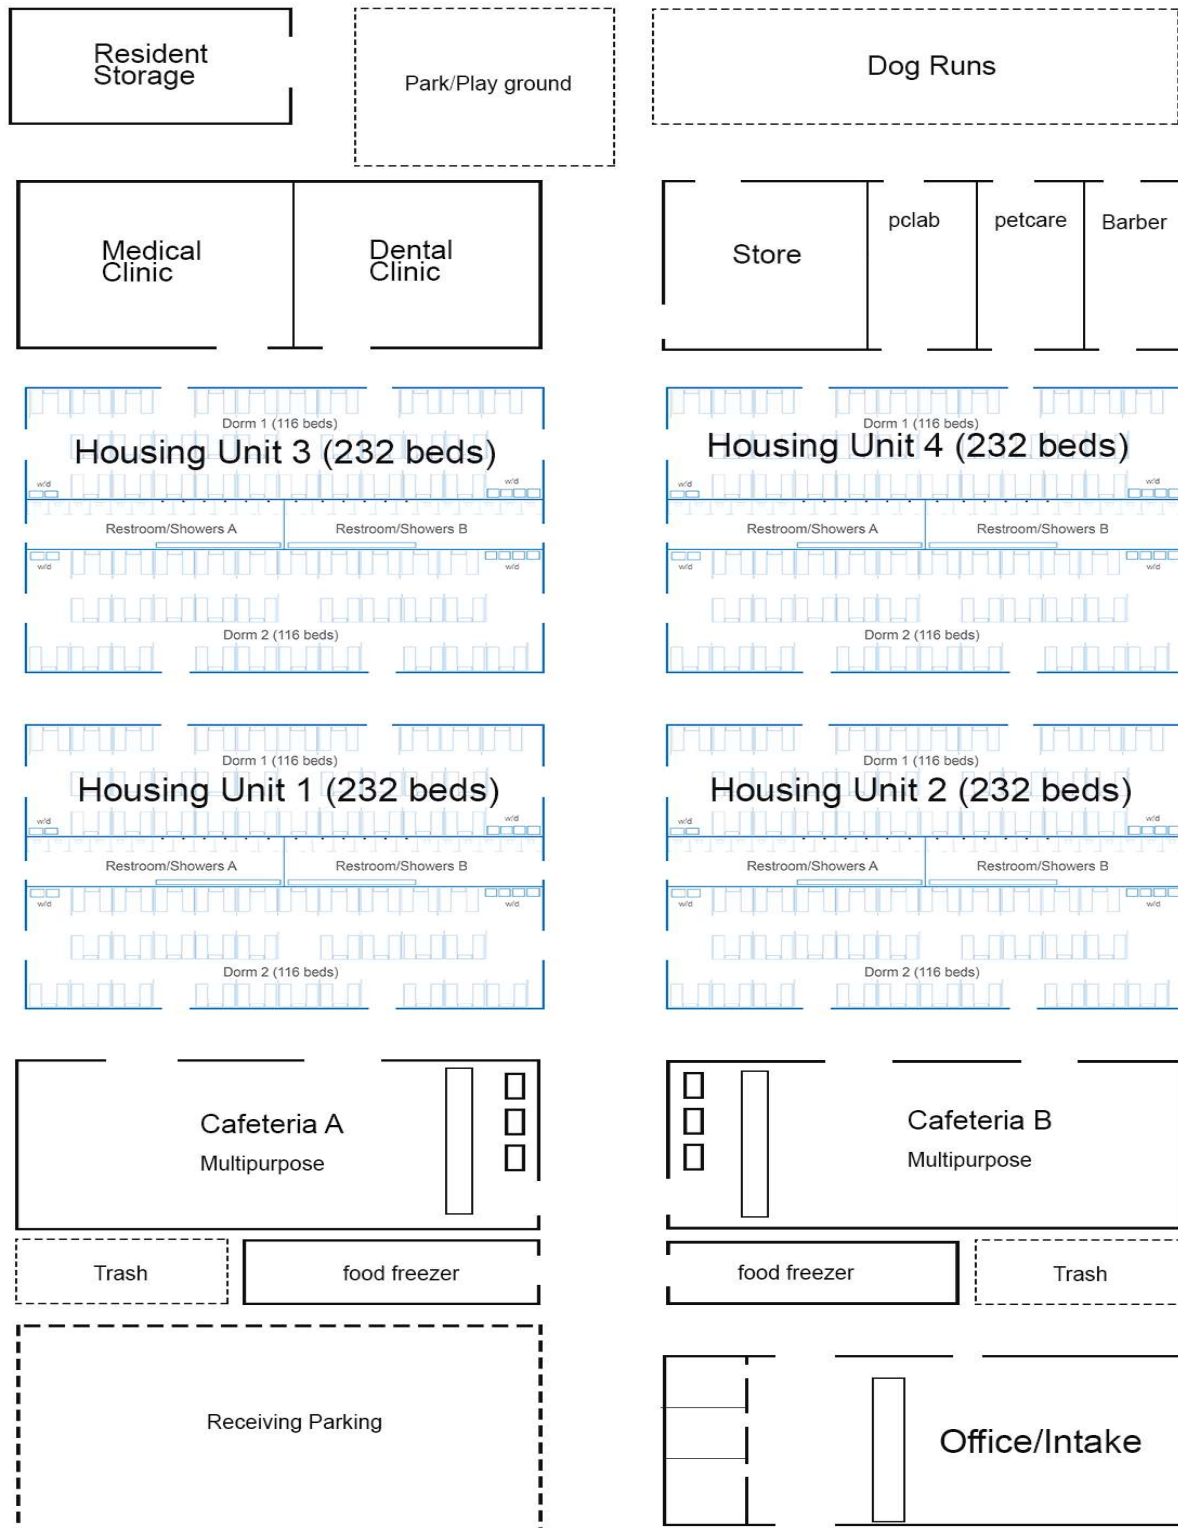 Resident
Storage
Park/Play ground
Dog Runs
Medical
Clinic
Dental
Clinic
Store
pclab
petcare
Barber
Dorm 1 (116 beds)
Housing Unit 3 (232 beds)
w/d
w/d
Restroom/Showers A
Restroom/Showers B
w/d
w/d
Dorm 2 (116 beds)
Dorm 1 (116 beds)
Housing Unit 4 (232 beds)
w/d
w/d
Restroom/Showers A
Restroom/Showers B
w/d
w/d
Dorm 2 (116 beds)
Dorm 1 (116 beds)
Housing Unit 1 (232 beds)
w/d
w/d
Restroom/Showers A
Restroom/Showers B
w/d
w/d
Dorm 2 (116 beds)
Dorm 1 (116 beds)
Housing Unit 2 (232 beds)
w/d
w/d
Restroom/Showers A
Restroom/Showers B
w/d
w/d
Dorm 2 (116 beds)
Cafeteria A
Multipurpose
Cafeteria B
Multipurpose
Trash
food freezer
food freezer
Trash
Receiving Parking
Office/Intake